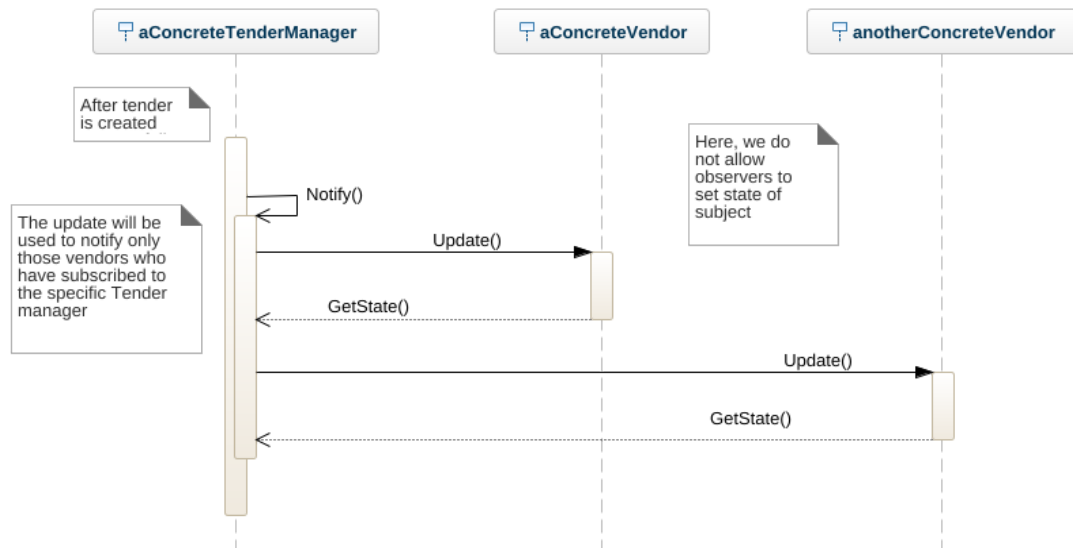 aConcreteTenderManager
aConcreteVendor
anotherConcreteVendor
After tender
is created
Here, we do
not allow
observers to
set state of
subject
Notify()
The update will be
used to notify only
those vendors who
have subscribed to
the specific Tender
manager
Update()
GetState()
Update()
GetState()